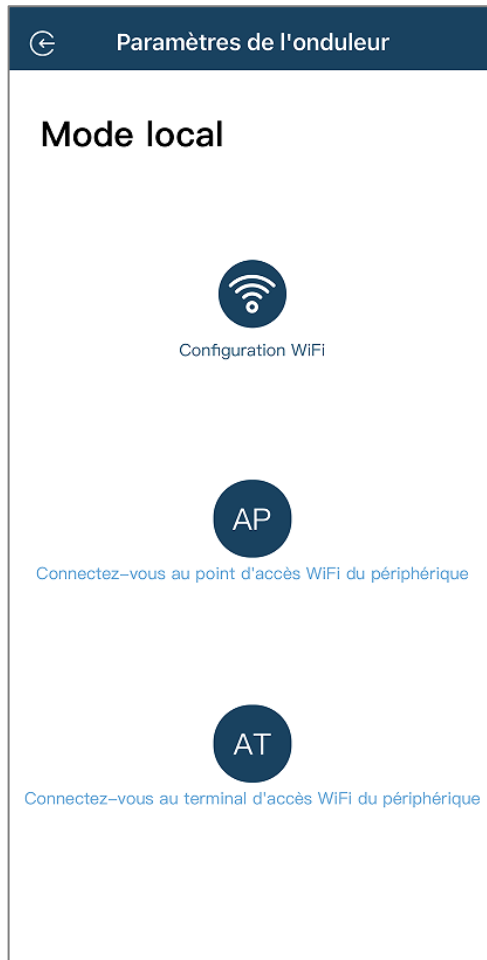 Paramètres de l'onduleur
Mode local
Configuration WiFi
AP
Connectez-vous au point d'accès WiFi du périphérique
AT
Connectez-vous au terminal d'accès WiFi du périphérique